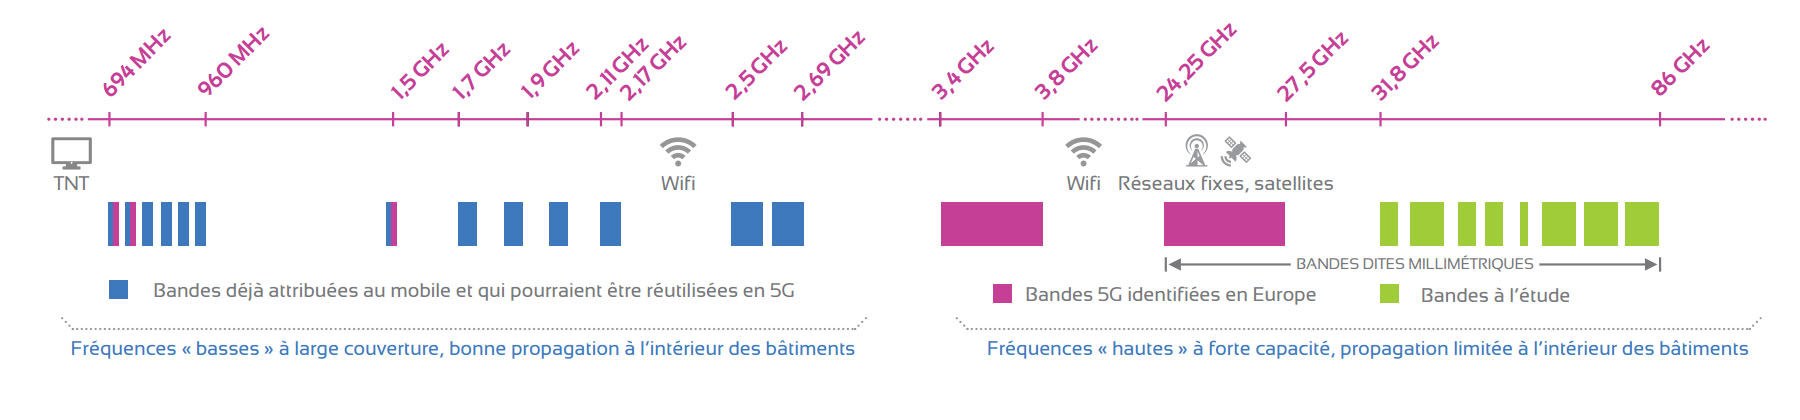 694 MHz
960 MHz
1,5 GHz
1,7 GHz
1,9 GHz
2,11 GHz
2,17 GHz
2,5 GHz
2,69 GHz
3,4 GHz
3,8 GHz
24,25 GHz
27,5 GHz
31,8 GHz
86 GHz
TNT
Wifi
Wifi
Réseaux fixes, satellites
BANDES DITES MILLIMÉTRIQUES
Bandes déjà attribuées au mobile et qui pourraient être réutilisées en 5G
Bandes 5G identifiées en Europe
Bandes à l'étude
Fréquences « basses » à large couverture, bonne propagation à l'intérieur des bâtiments
Fréquences « hautes » à forte capacité, propagation limitée à l'intérieur des bâtiments